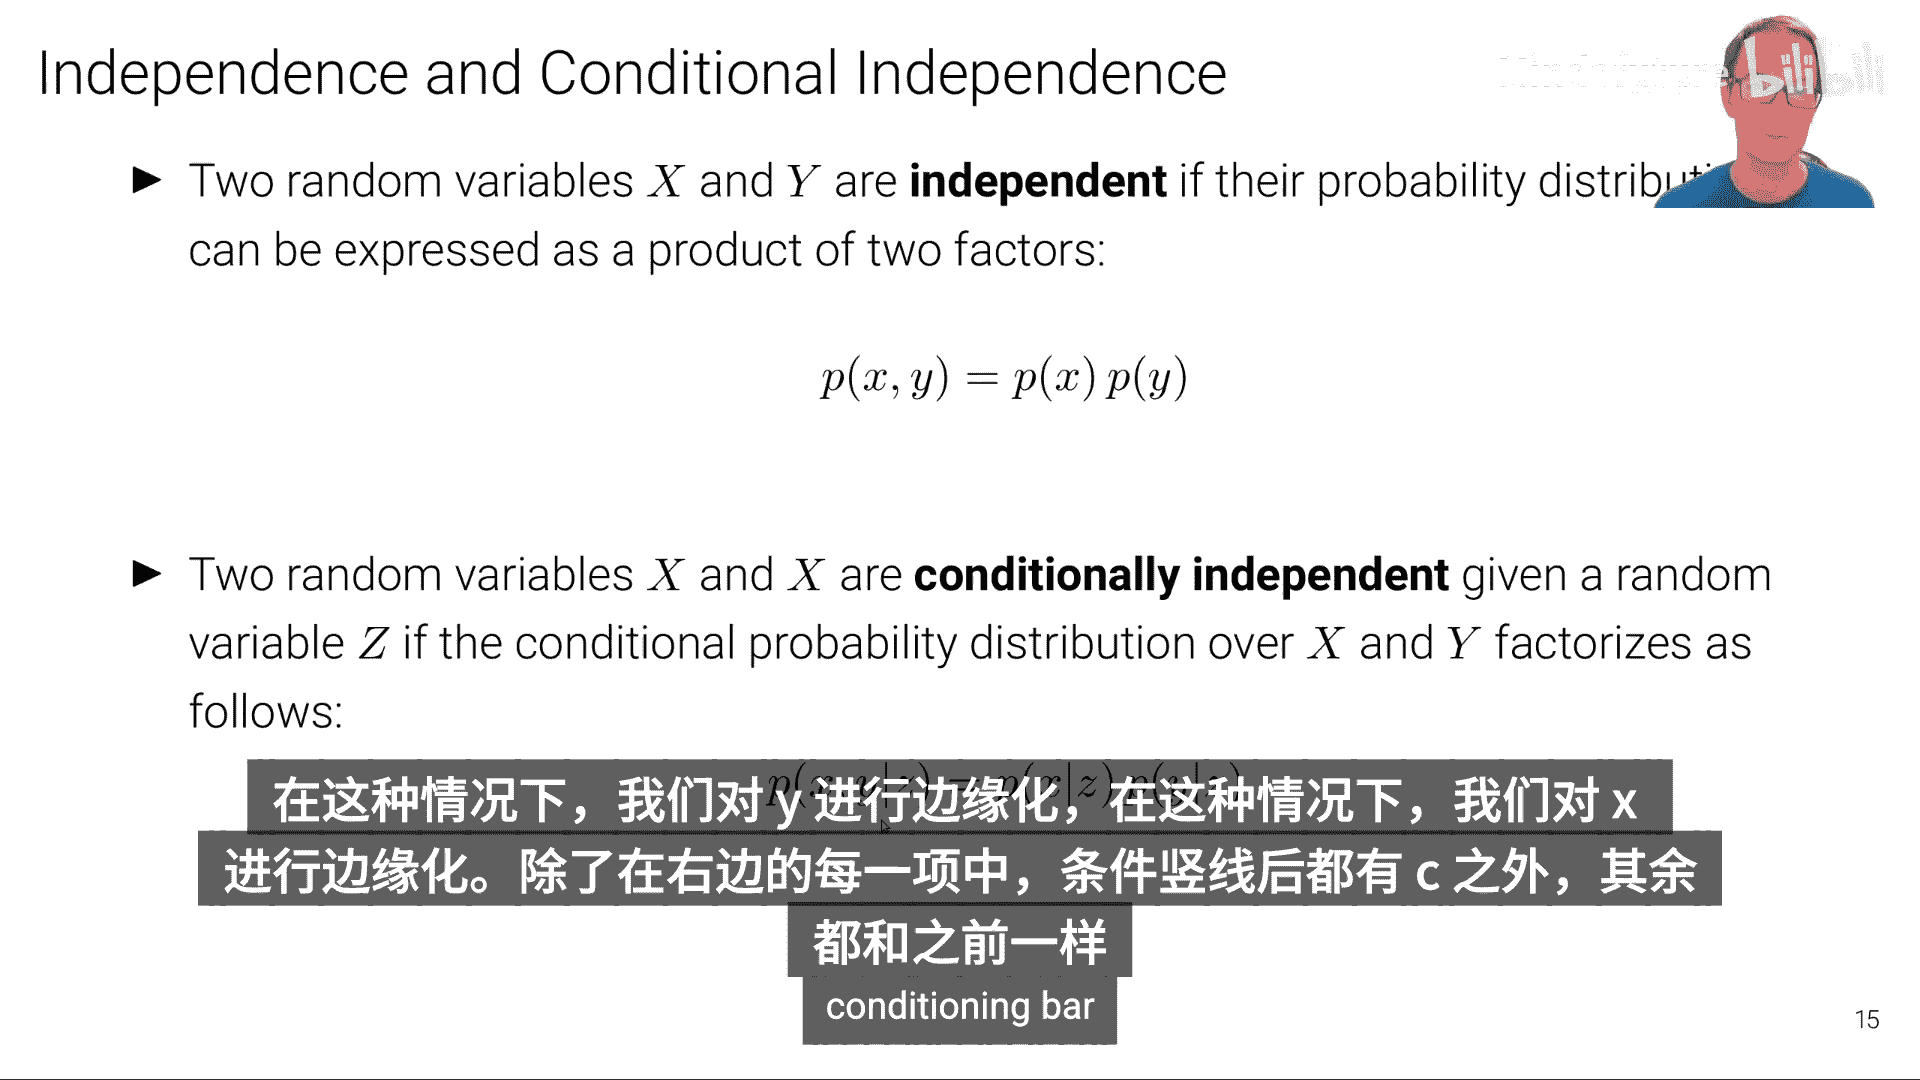 Independence and Conditional Independence
bilibili
► Two random variables X and Y are independent if their probability
can be expressed as a product of two factors:
p(x, y) = p(x) p(y)
► Two random variables X and X are conditionally independent given a random
variable Z if the conditional probability distribution over X and Y factorizes as
follows:
p(x, y|z) = p(x|z) p(y|z)
在这种情况下，我们对 y 进行边缘化，在这种情况下，我们对 x
进行边缘化。除了在右边的每一项中，条件竖线后都有 c 之外，其余
都和之前一样
conditioning bar
15